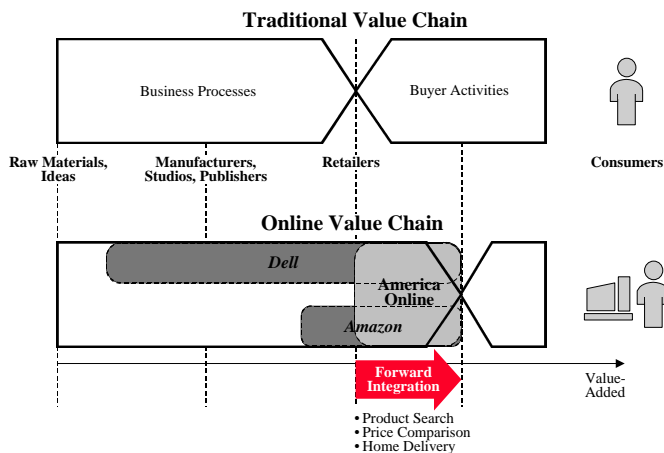 Traditional Value Chain
Business Processes
Buyer Activities
Raw Materials,
Ideas
Manufacturers,
Studios, Publishers
Retailers
Consumers
Online Value Chain
Dell
America
Online
Amazon
Forward
Integration
Value-
Added
• Product Search
• Price Comparison
• Home Delivery